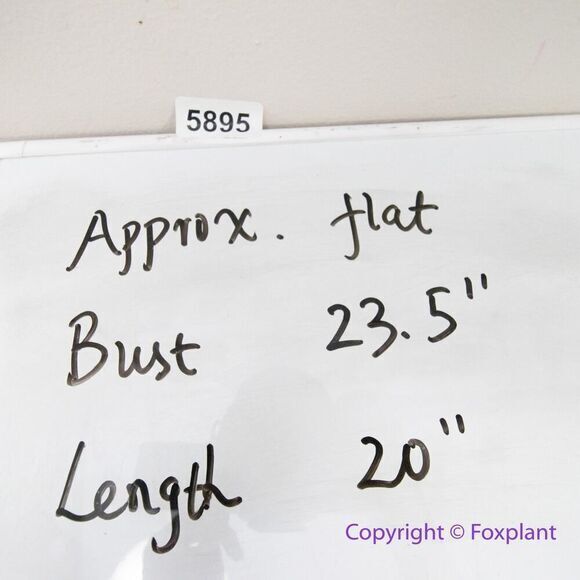 5895
Approx. flat
Bust 23.5"
Length 20"
Copyright © Foxplant